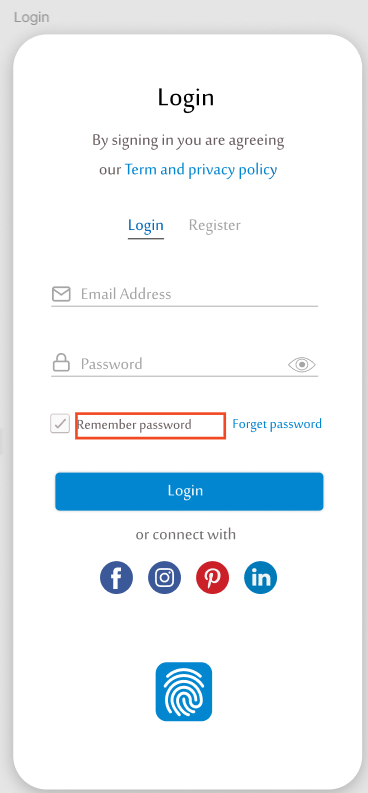 Login
Login
By signing in you are agreeing
our Term and privacy policy
Login Register
Email Address
Password
Remember password Forget password
Login
or connect with
f in